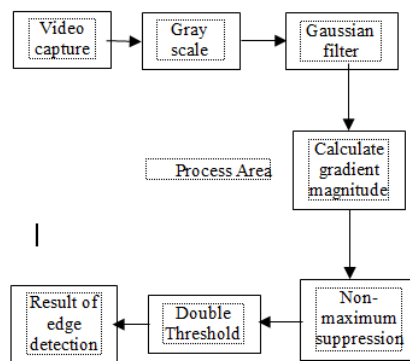 Video
capture
Gray
scale
Gaussian
filter
Calculate
gradient
magnitude
Process Area
Non-
maximum
suppression
Double
Threshold
Result of
edge
detection